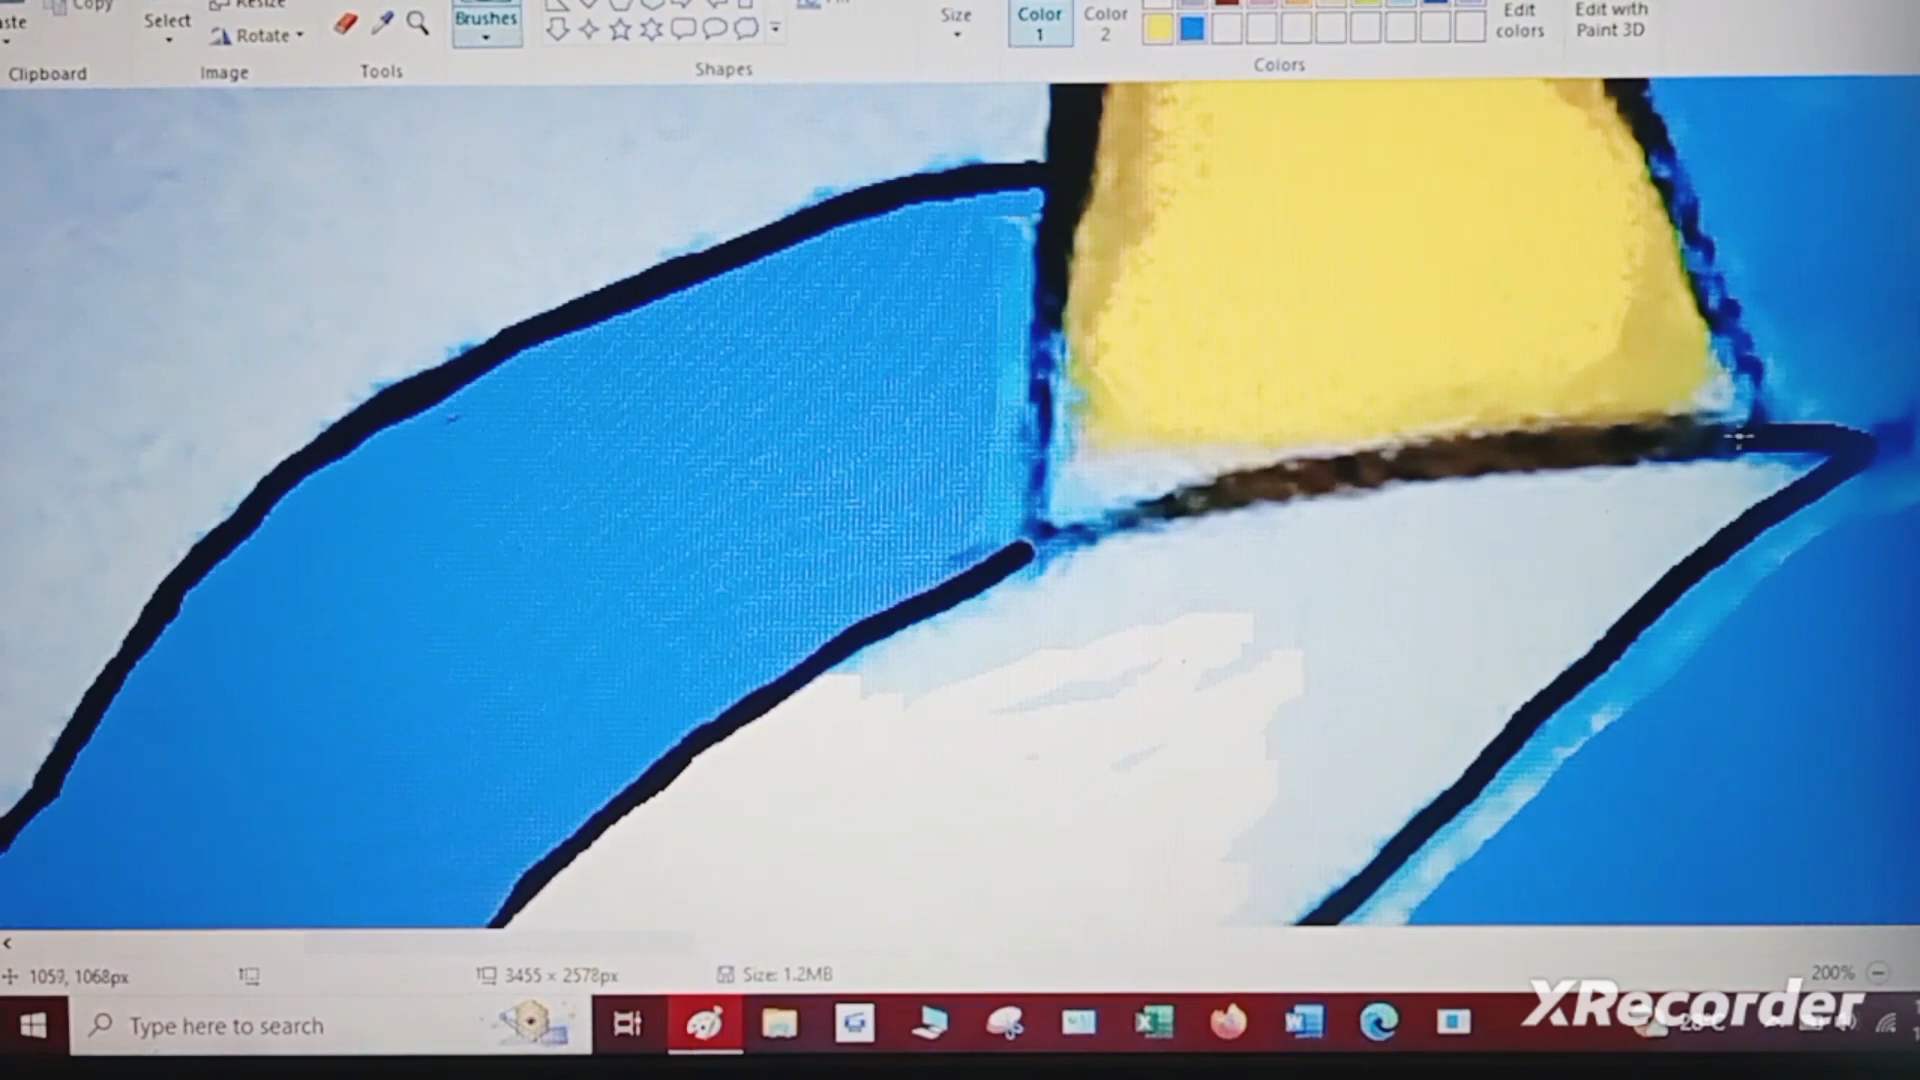 Copy
Resize
Select
Rotate
Brushes
Size
Color 1
Color 2
Edit colors
Edit with Paint 3D
Clipboard
Image
Tools
Shapes
Colors
1059, 1068px
3455 × 2578px
Size: 1.2MB
200%
Type here to search
XRecorder